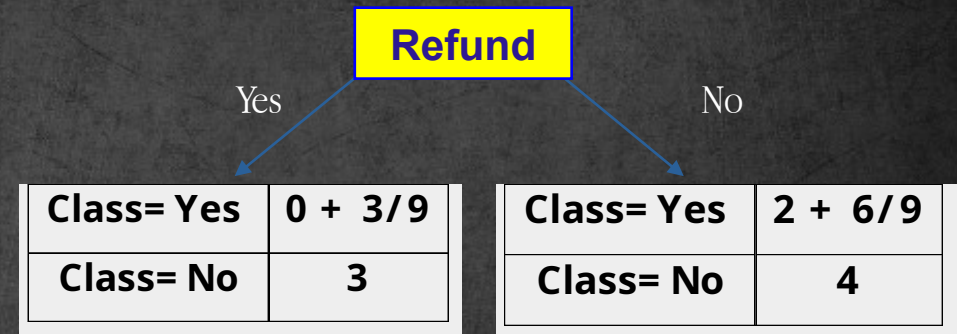 Refund
Yes No
Class= Yes 0 + 3/9 Class= Yes 2 + 6/9
Class= No 3 Class= No 4